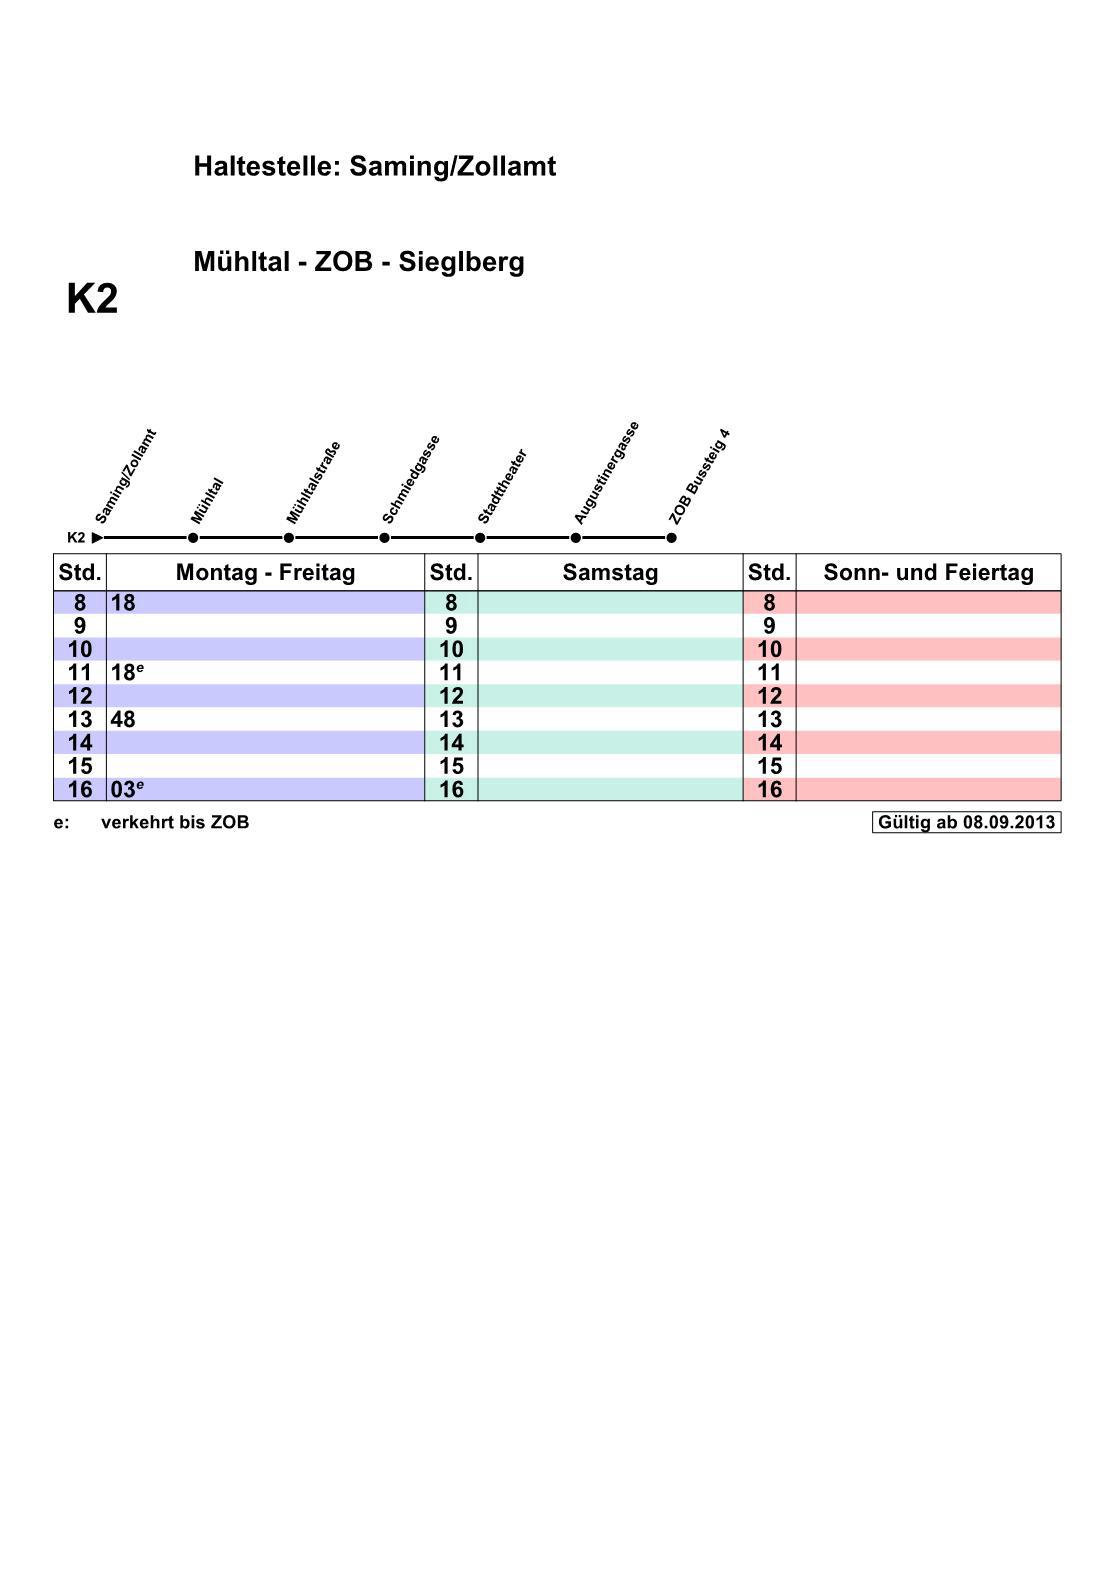 Haltestelle: Saming/Zollamt
Mühltal - ZOB - Sieglberg
K2
Saming/Zollamt
Mühltal
Mühltalstraße
Schmiedgasse
Stadttheater
Augustinergasse
ZOB Bussteig 4
K2
Std. Montag - Freitag Std. Samstag Std. Sonn- und Feiertag
8 18 8 8
9 9 9
10 10 10
11 18e 11 11
12 12 12
13 48 13 13
14 14 14
15 15 15
16 03e 16 16
e: verkehrt bis ZOB Gültig ab 08.09.2013